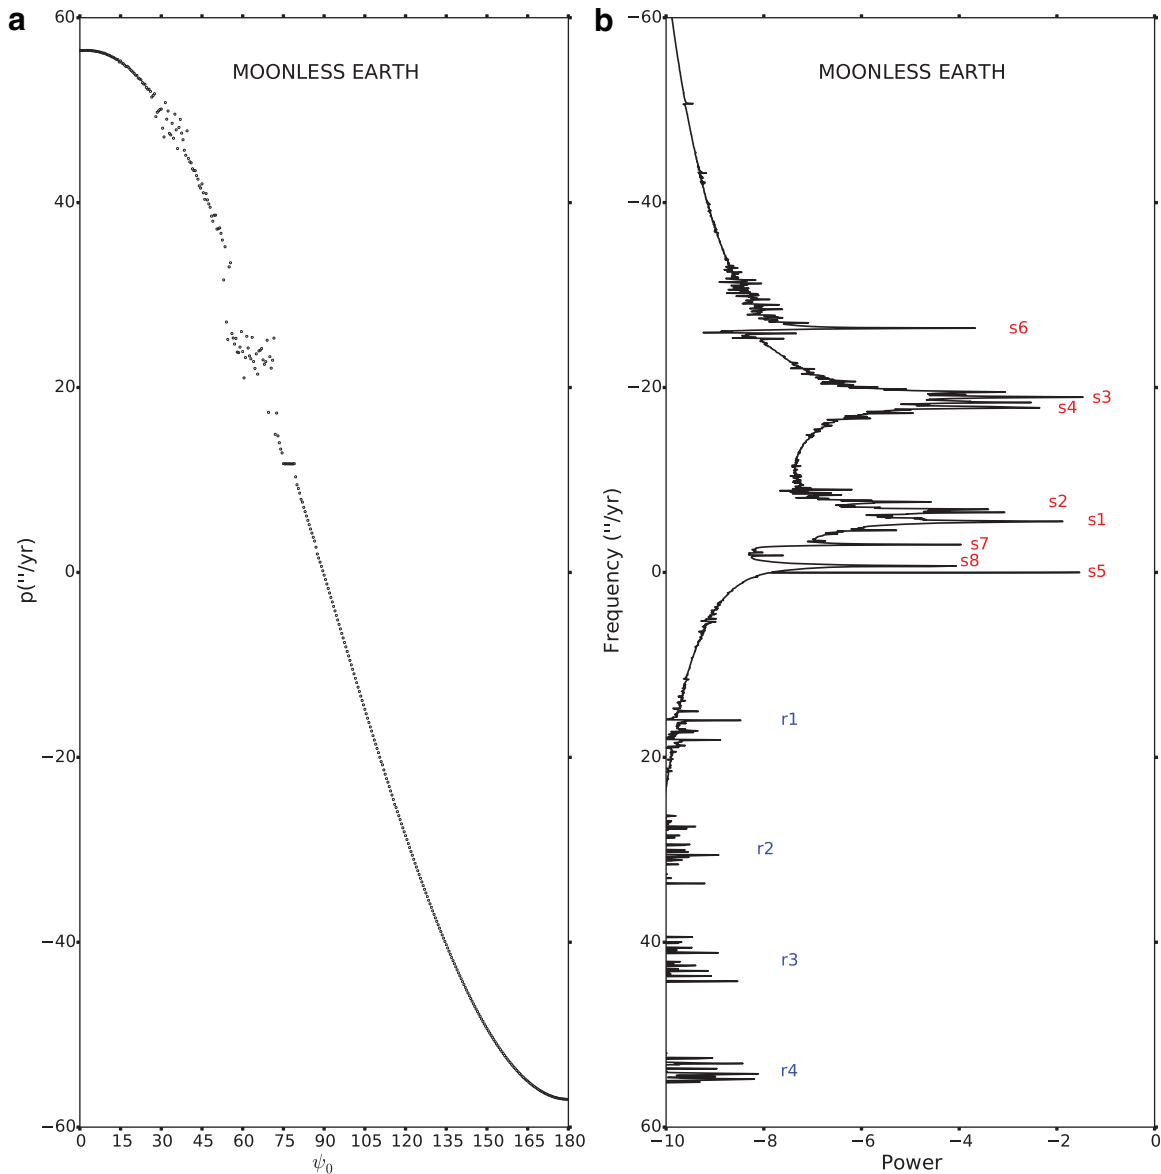 a
MOONLESS EARTH
p(''/yr)
60
40
20
0
−20
−40
−60
0 15 30 45 60 75 90 105 120 135 150 165 180
ψ0
b
MOONLESS EARTH
Frequency (''/yr)
−60
−40
−20
0
20
40
60
s6
s3
s4
s2
s1
s7
s8
s5
r1
r2
r3
r4
−10 −8 −6 −4 −2 0
Power